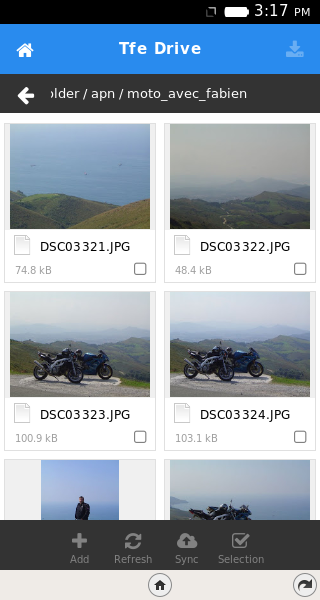 3:17 PM
Tfe Drive
older / apn / moto_avec_fabien
DSC03321.JPG
74.8 kB
DSC03322.JPG
48.4 kB
DSC03323.JPG
100.9 kB
DSC03324.JPG
103.1 kB
Add
Refresh
Sync
Selection